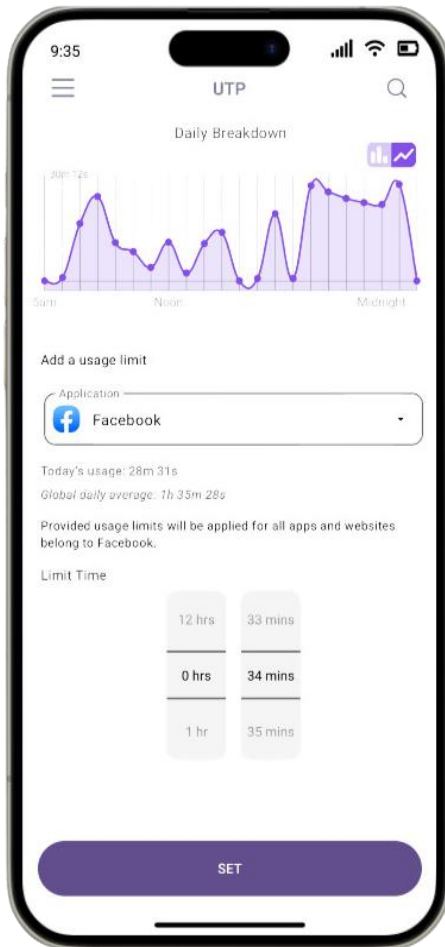 9:35
UTP
Daily Breakdown
30m 12s
5am Noon Midnight
Add a usage limit
Application
Facebook
Today's usage: 28m 31s
Global daily average: 1h 35m 28s
Provided usage limits will be applied for all apps and websites
belong to Facebook.
Limit Time
12 hrs 33 mins
0 hrs 34 mins
1 hr 35 mins
SET